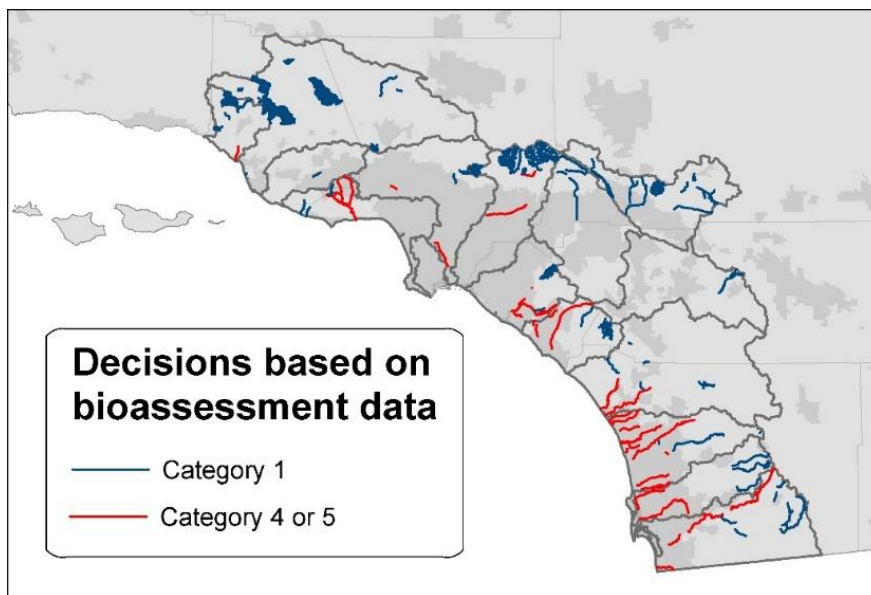 Decisions based on
bioassessment data
Category 1
Category 4 or 5